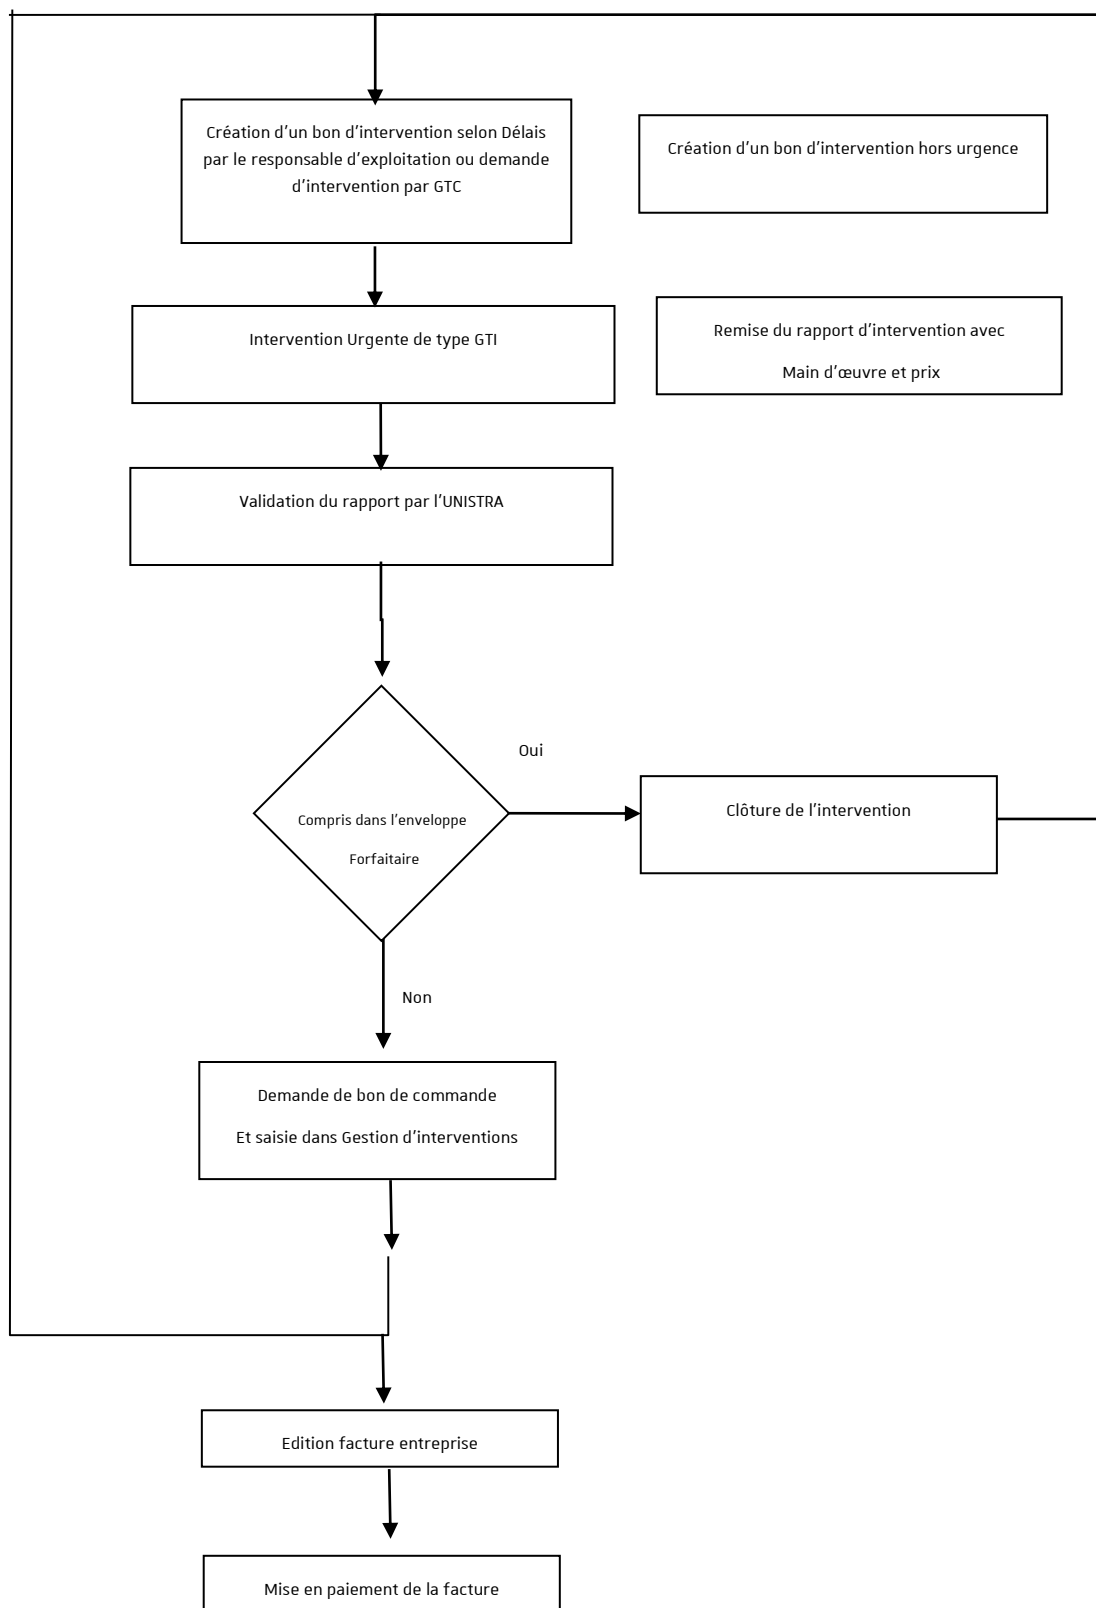 Création d'un bon d'intervention selon Délais
par le responsable d'exploitation ou demande
d'intervention par GTC
Création d'un bon d'intervention hors urgence
Intervention Urgente de type GTI
Remise du rapport d'intervention avec
Main d'œuvre et prix
Validation du rapport par l'UNISTRA
Oui
Compris dans l'enveloppe
Forfaitaire
Clôture de l'intervention
Non
Demande de bon de commande
Et saisie dans Gestion d'interventions
Edition facture entreprise
Mise en paiement de la facture